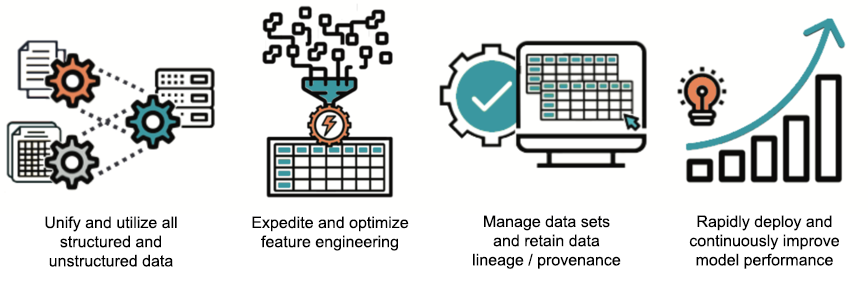 Unify and utilize all
structured and
unstructured data
Expedite and optimize
feature engineering
Manage data sets
and retain data
lineage / provenance
Rapidly deploy and
continuously improve
model performance